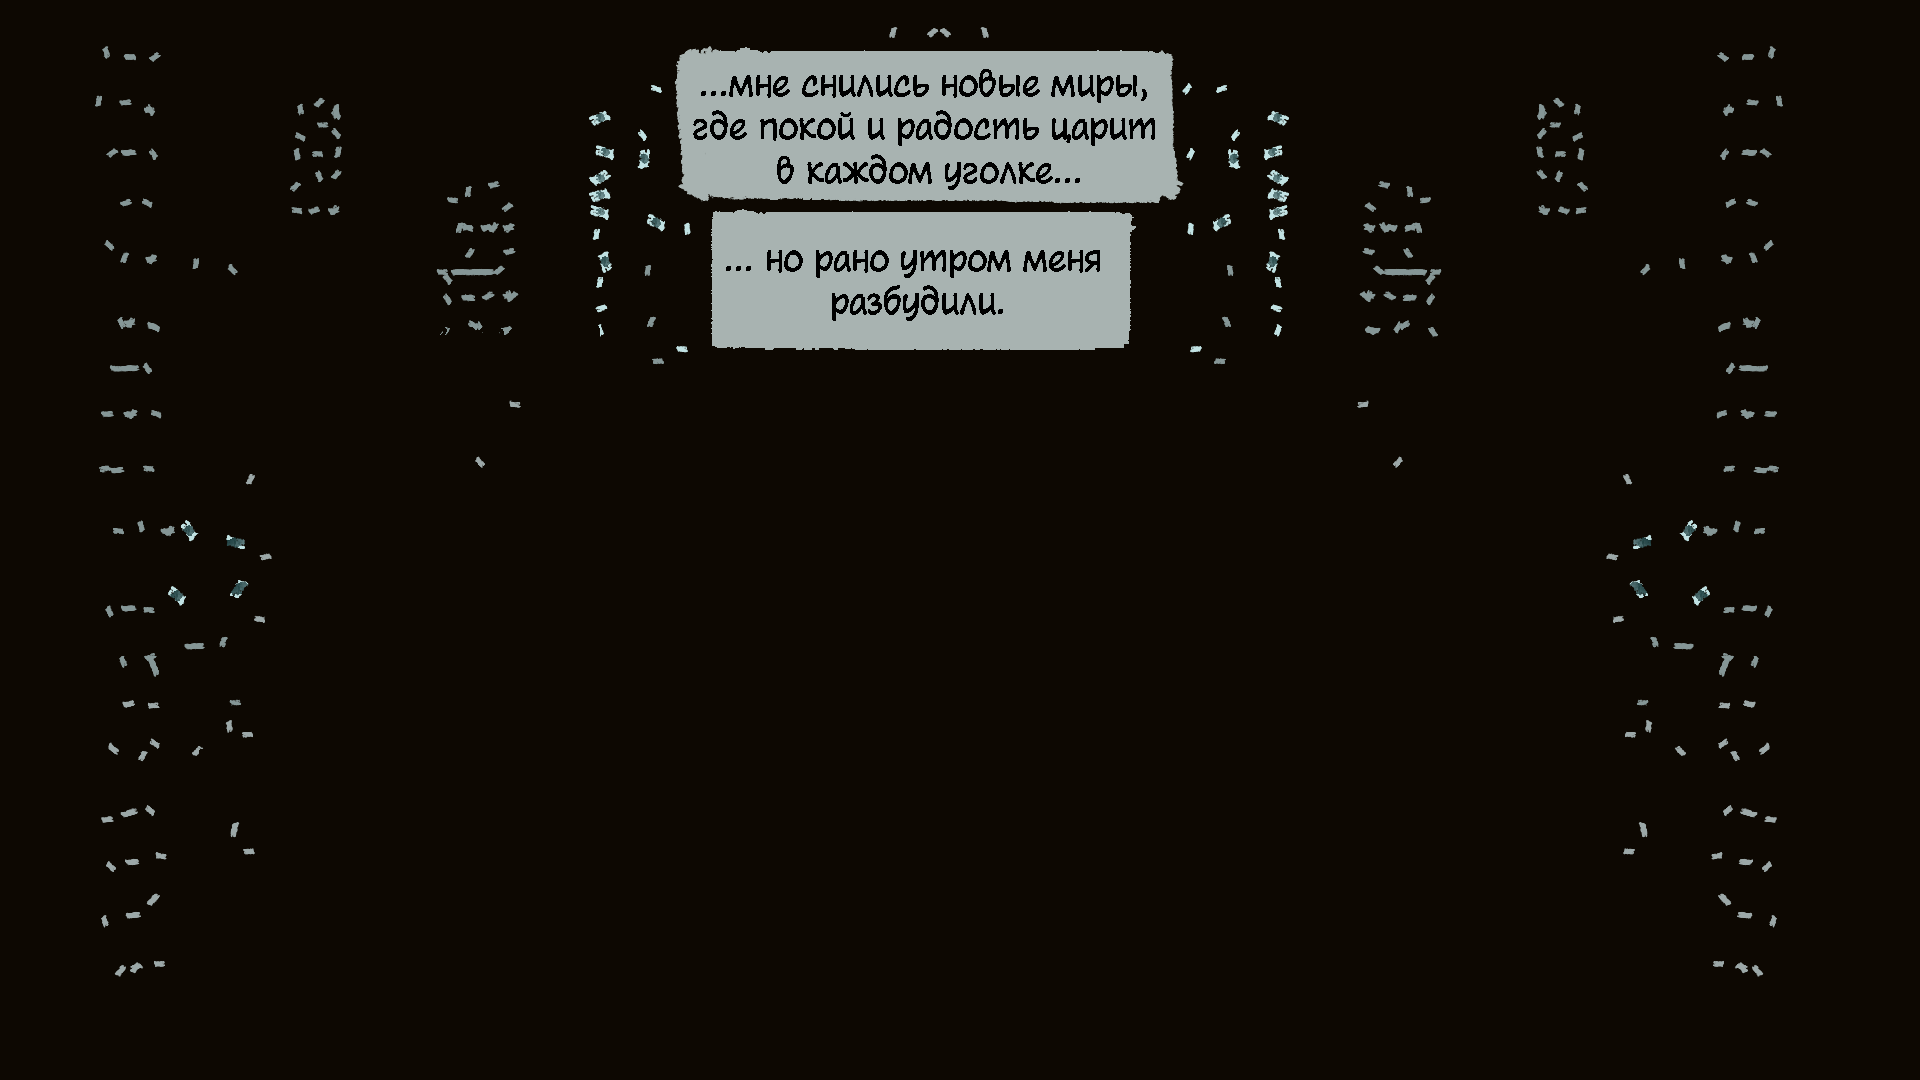 ...мне снились новые миры,
где покой и радость царит
в каждом уголке...
... но рано утром меня
разбудили.